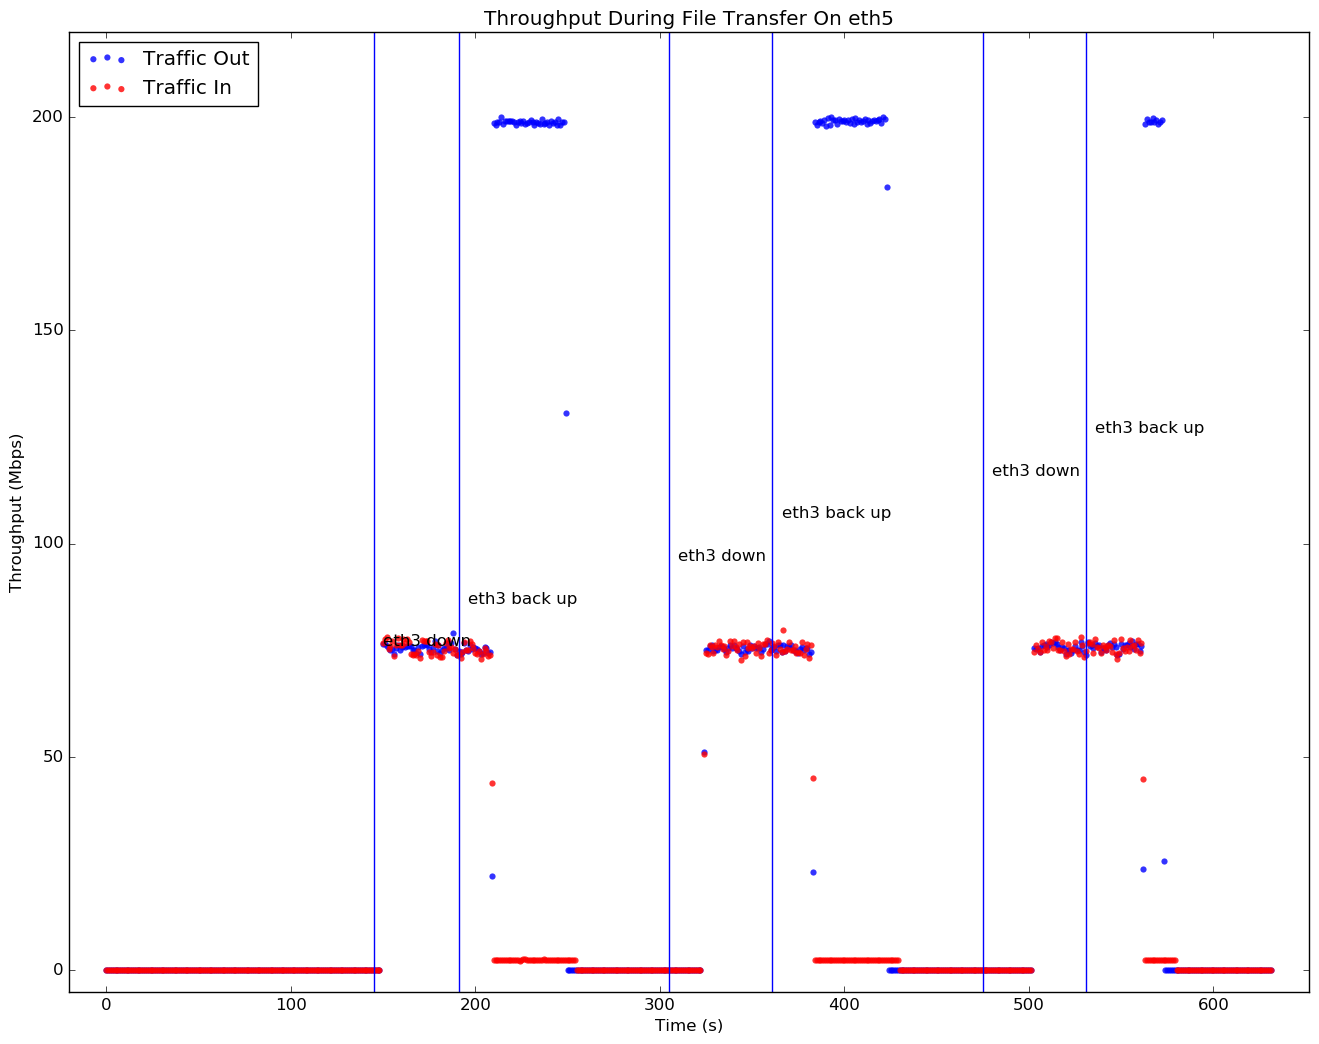 Throughput During File Transfer On eth5
Traffic Out
Traffic In
200
150
100
50
0
Throughput (Mbps)
eth3 back up
eth3 down
eth3 back up
eth3 down
eth3 back up
eth3 down
0 100 200 300 400 500 600
Time (s)